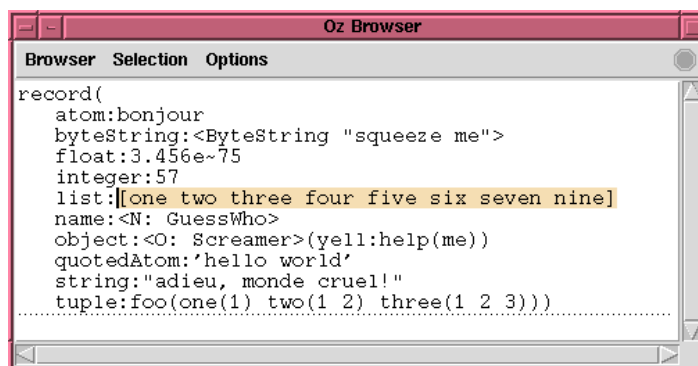 Oz Browser
Browser Selection Options
record(
atom:bonjour
byteString:<ByteString "squeeze me">
float:3.456e~75
integer:57
list:[one two three four five six seven nine]
name:<N: GuessWho>
object:<O: Screamer>(yell:help(me))
quotedAtom:'hello world'
string:"adieu, monde cruel!"
tuple:foo(one(1) two(1 2) three(1 2 3)))